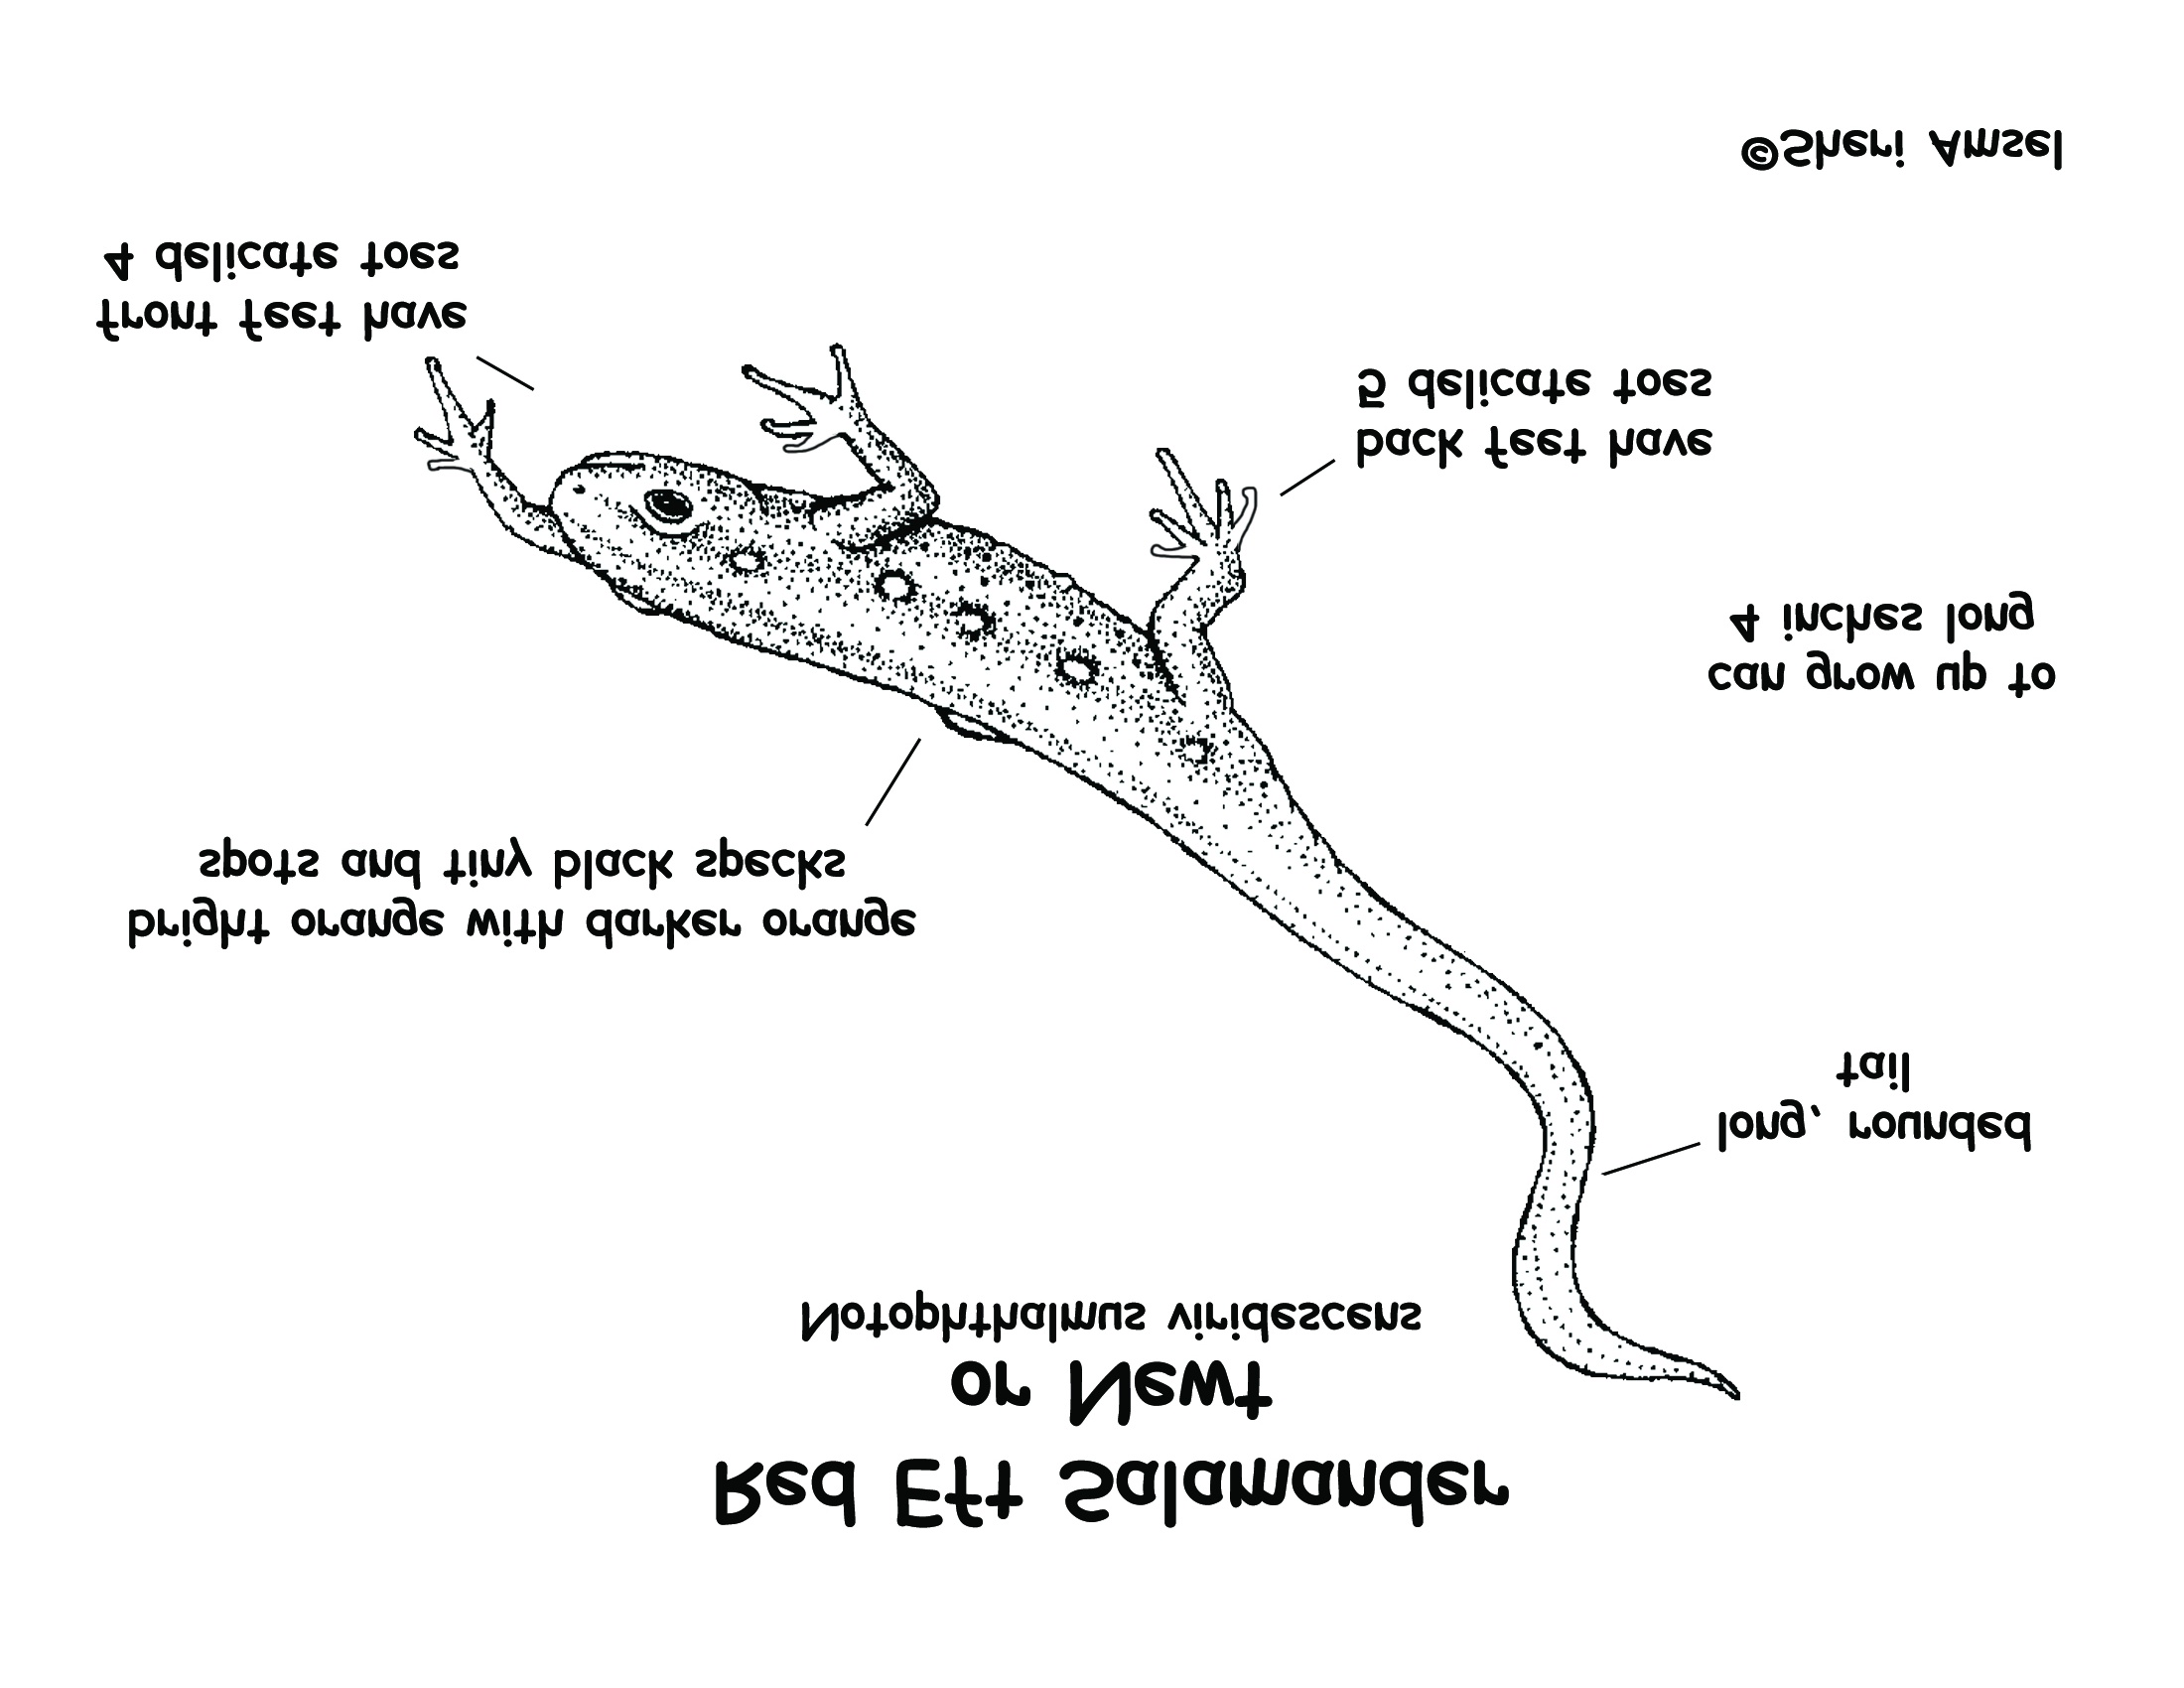 Red Eft Salamander
or Newt
Notophthalmus viridescens
long, rounded
tail
bright orange with darker orange
spots and tiny black specks
can grow up to
4 inches long
back feet have
5 delicate toes
front feet have
4 delicate toes
©Sheri Amsel